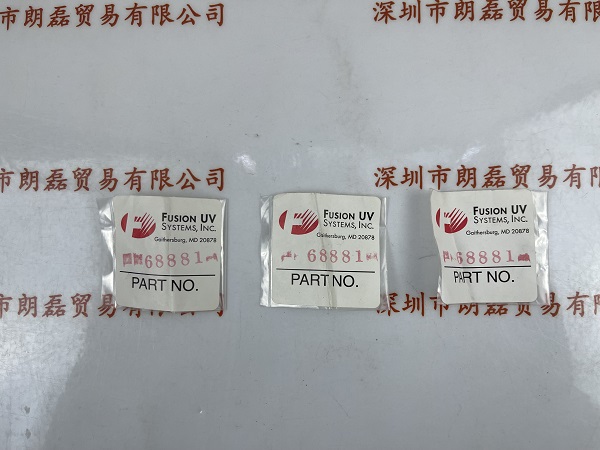 深圳市朗磊贸易有限公司
深圳市朗磊贸易有限公司
市朗磊贸易有限公司
深圳市朗磊贸易有限公司
FUSION UV
SYSTEMS, INC.
Gaithersburg, MD 20878
68881
PART NO.
FUSION UV
SYSTEMS, INC.
Gaithersburg, MD 20878
68881
PART NO.
FUSION UV
SYSTEMS, INC.
Gaithersburg, MD 20878
68881
PART NO.
市朗磊贸易有限公司
深圳市朗磊贸易有限公司